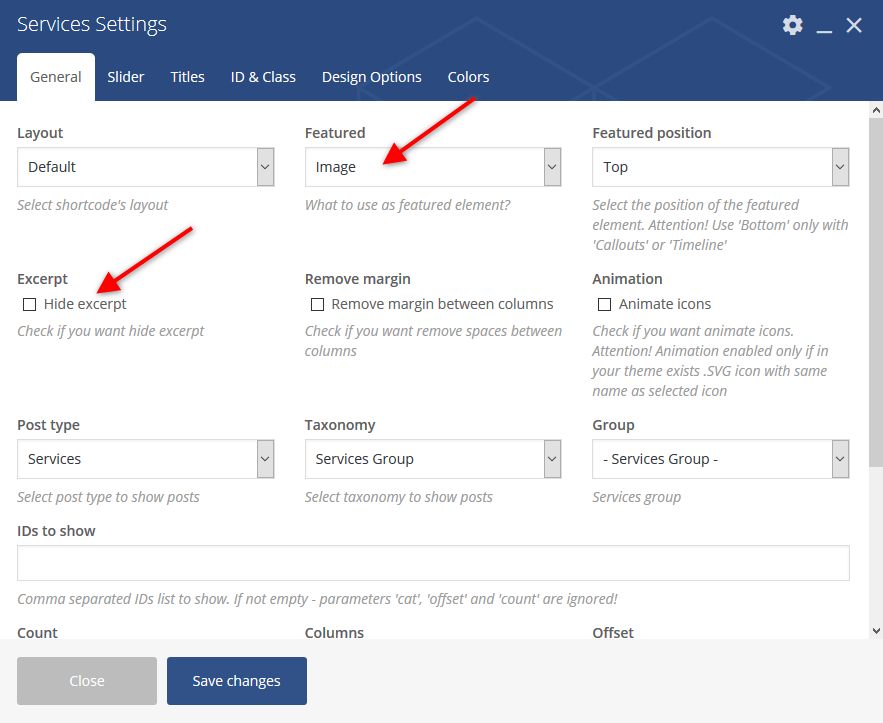 Services Settings
General Slider Titles ID & Class Design Options Colors
Layout Featured Featured position
Default Image Top
Select shortcode's layout What to use as featured element? Select the position of the featured
element. Attention! Use 'Bottom' only with
'Callouts' or 'Timeline'
Excerpt Remove margin Animation
Hide excerpt Remove margin between columns Animate icons
Check if you want hide excerpt Check if you want remove spaces between Check if you want animate icons.
columns Attention! Animation enabled only if in
your theme exists .SVG icon with same
name as selected icon
Post type Taxonomy Group
Services Services Group - Services Group -
Select post type to show posts Select taxonomy to show posts Services group
IDs to show
Comma separated IDs list to show. If not empty - parameters 'cat', 'offset' and 'count' are ignored!
Count Columns Offset
Close Save changes